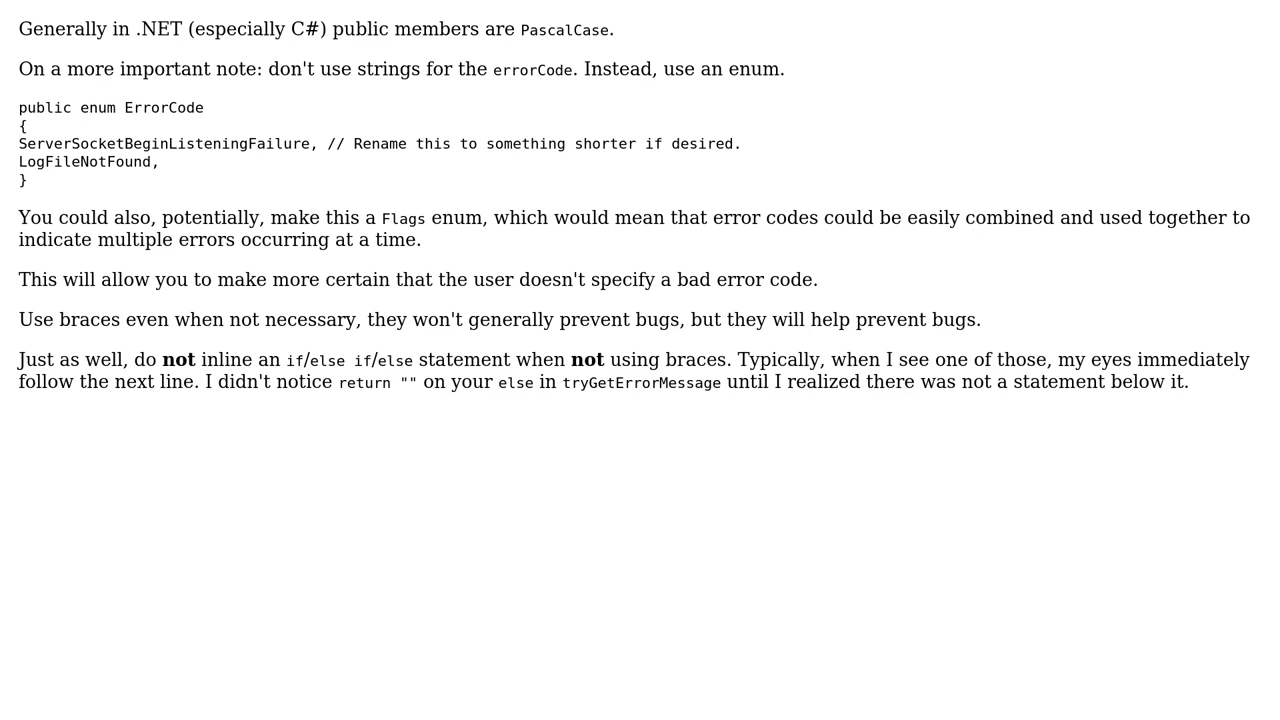 Generally in .NET (especially C#) public members are PascalCase.
On a more important note: don't use strings for the errorCode. Instead, use an enum.
public enum ErrorCode
{
ServerSocketBeginListeningFailure, // Rename this to something shorter if desired.
LogFileNotFound,
}
You could also, potentially, make this a Flags enum, which would mean that error codes could be easily combined and used together to
indicate multiple errors occurring at a time.
This will allow you to make more certain that the user doesn't specify a bad error code.
Use braces even when not necessary, they won't generally prevent bugs, but they will help prevent bugs.
Just as well, do not inline an if/else if/else statement when not using braces. Typically, when I see one of those, my eyes immediately
follow the next line. I didn't notice return "" on your else in tryGetErrorMessage until I realized there was not a statement below it.